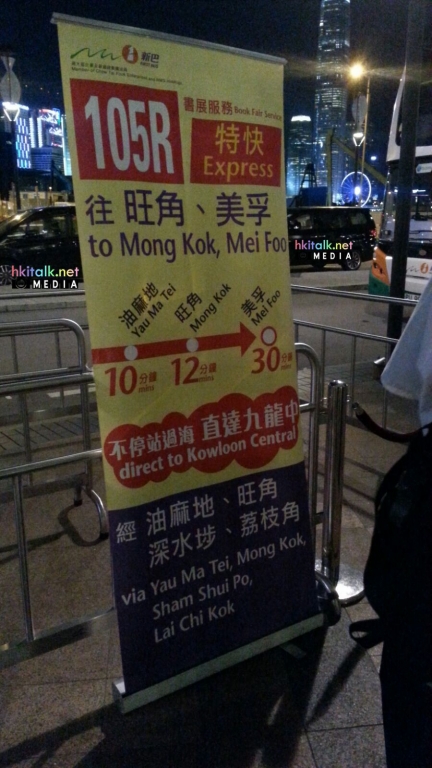 新巴
105R
書展服務 Book Fair Service
特快
Express
往 旺角、美孚
to Mong Kok, Mei Foo
hkitalk.net
MEDIA
hkitalk.net
MEDIA
油麻地
Yau Ma Tei
旺角
Mong Kok
美孚
Mei Foo
10分鐘
mins
12分鐘
mins
30分鐘
不停站過海 直達九龍中
direct to Kowloon Central
經 油麻地、旺角
深水埗、荔枝角
via Yau Ma Tei, Mong Kok,
Sham Shui Po,
Lai Chi Kok